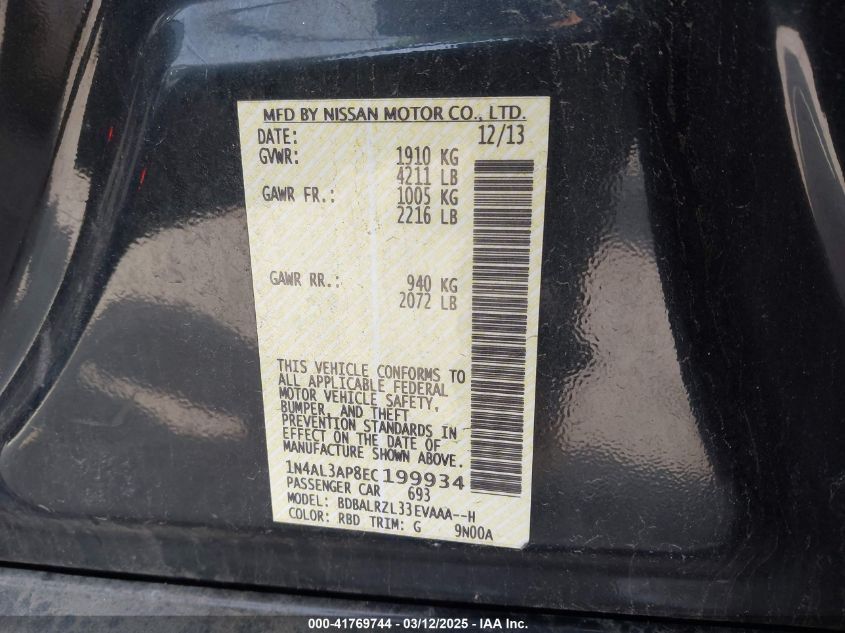 MFD BY NISSAN MOTOR CO., LTD.
DATE: 12/13
GVWR: 1910 KG
4211 LB
GAWR FR.: 1005 KG
2216 LB
GAWR RR.: 940 KG
2072 LB
THIS VEHICLE CONFORMS TO
ALL APPLICABLE FEDERAL
MOTOR VEHICLE SAFETY,
BUMPER, AND THEFT
PREVENTION STANDARDS IN
EFFECT ON THE DATE OF
MANUFACTURE SHOWN ABOVE.
1N4AL3AP8EC199934
PASSENGER CAR 693
MODEL: BDBALRZL33EVAAA--H
COLOR: RBD TRIM: G 9N00A
000-41769744 - 03/12/2025 - IAA Inc.